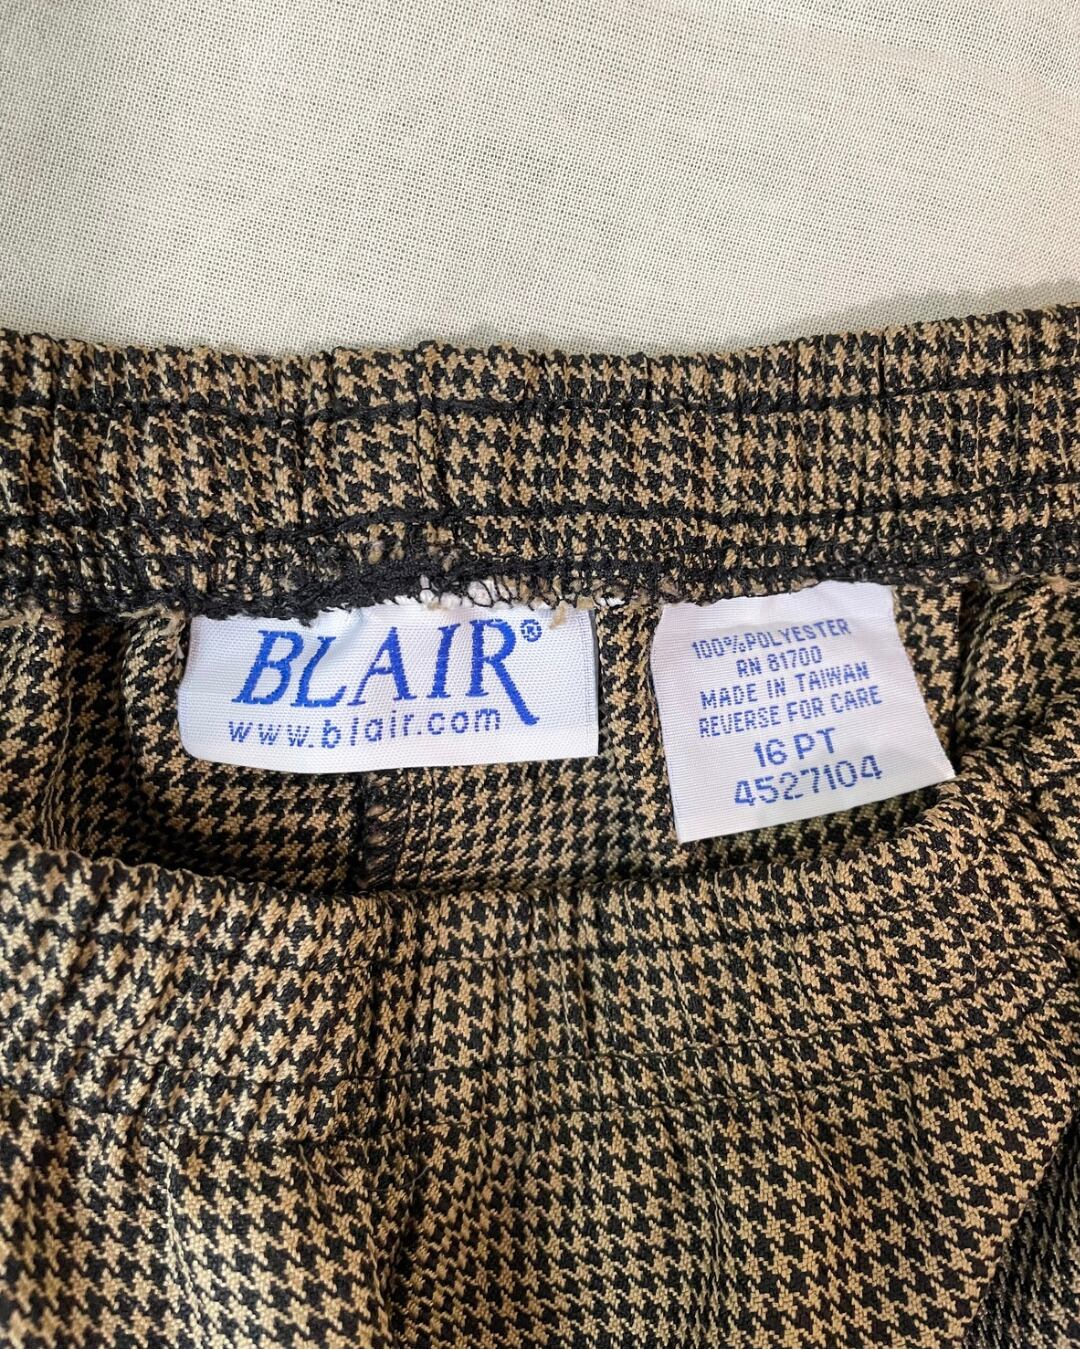 BLAIR®
www.blair.com
100%POLYESTER
RN 81700
MADE IN TAIWAN
REVERSE FOR CARE
16 PT
4527104